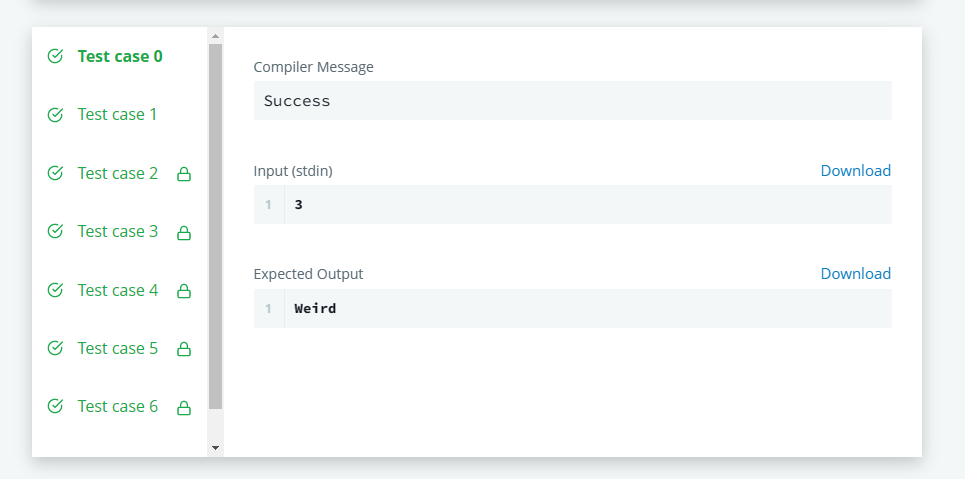 Test case 0
Test case 1
Test case 2
Test case 3
Test case 4
Test case 5
Test case 6
Compiler Message
Success
Input (stdin) Download
1 3
Expected Output Download
1 Weird